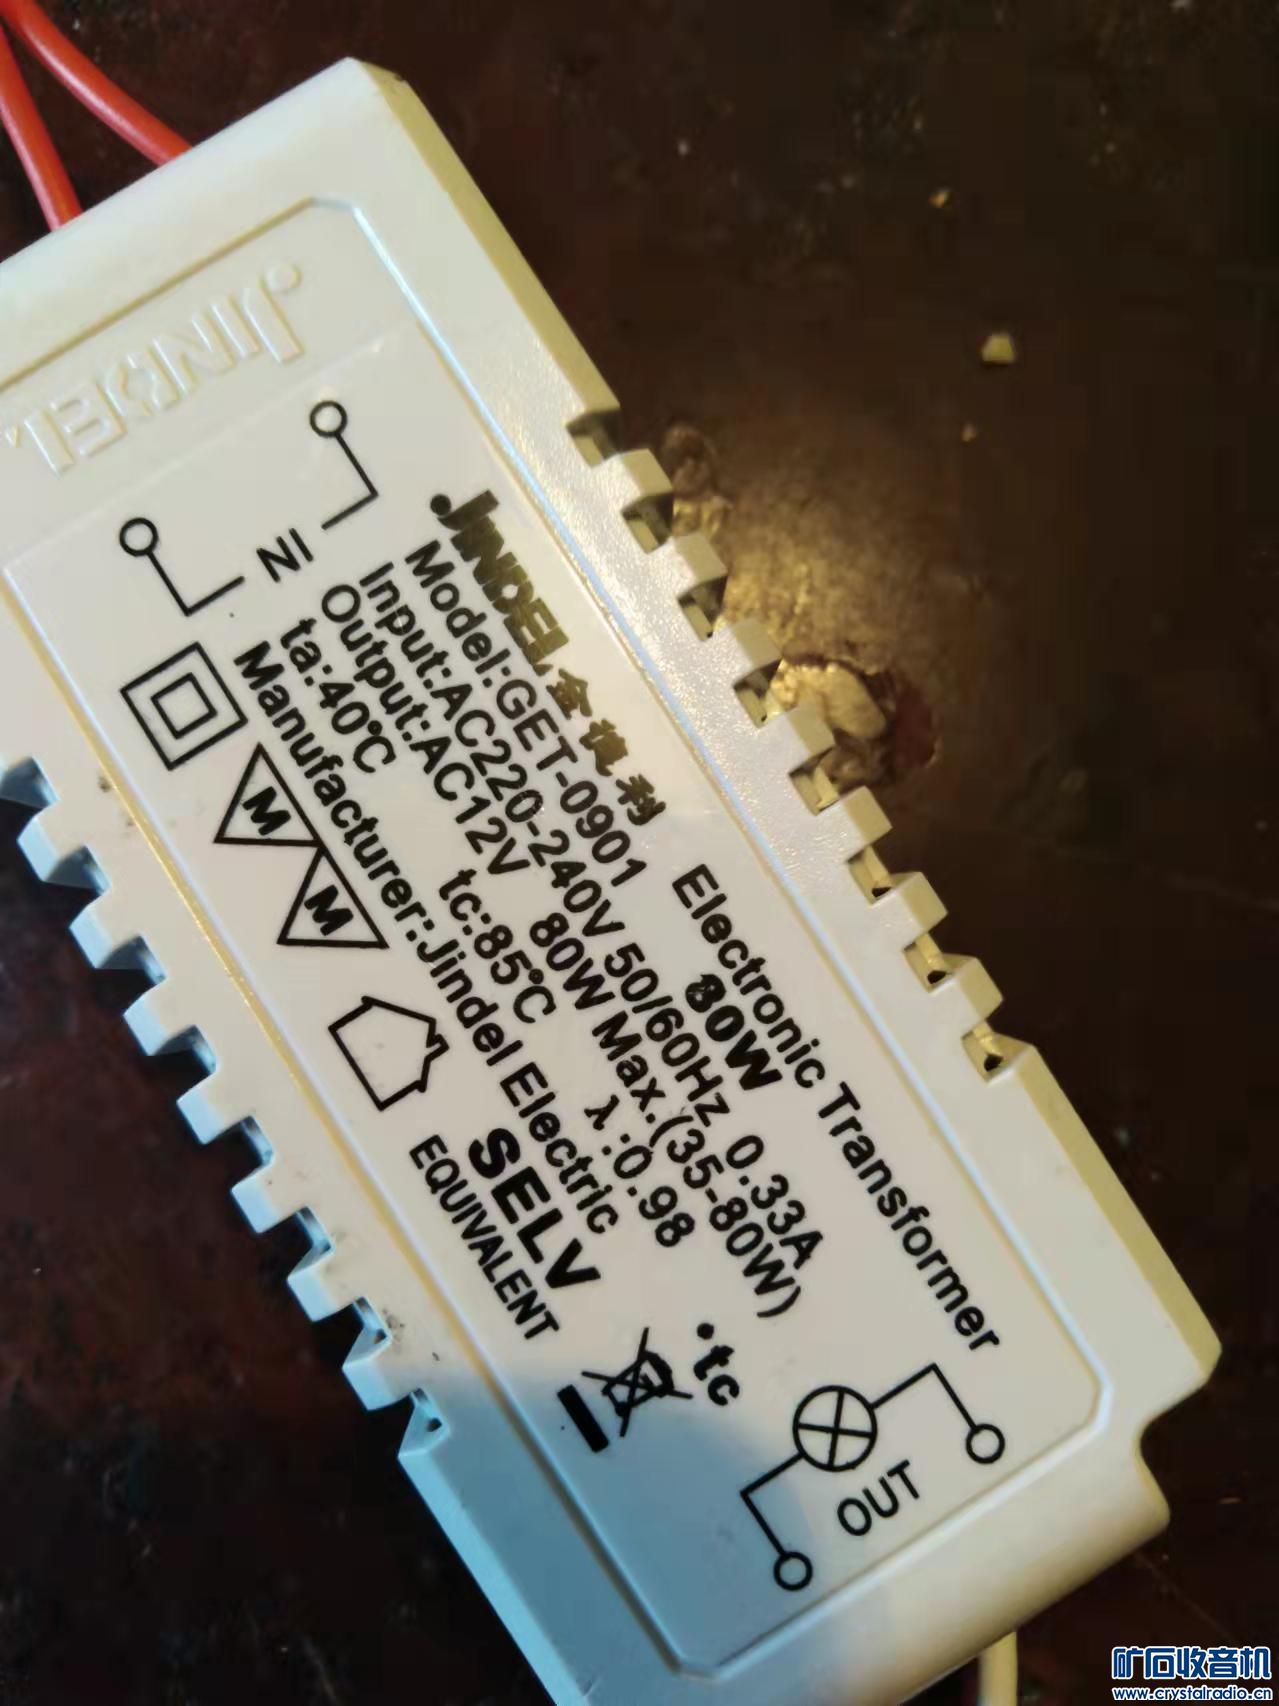 JINDEL
IN
JINDEL 金德利 Electronic Transformer
Model:GET-0901 80W
Input:AC220-240V 50/60Hz 0.33A
Output:AC12V 80W Max.(35-80W)
ta:40℃ tc:85℃ λ:0.98
Manufacturer:Jindel Electric
M M
SELV
EQUIVALENT
•tc
OUT
矿石收音机
www.crystalradio.cn